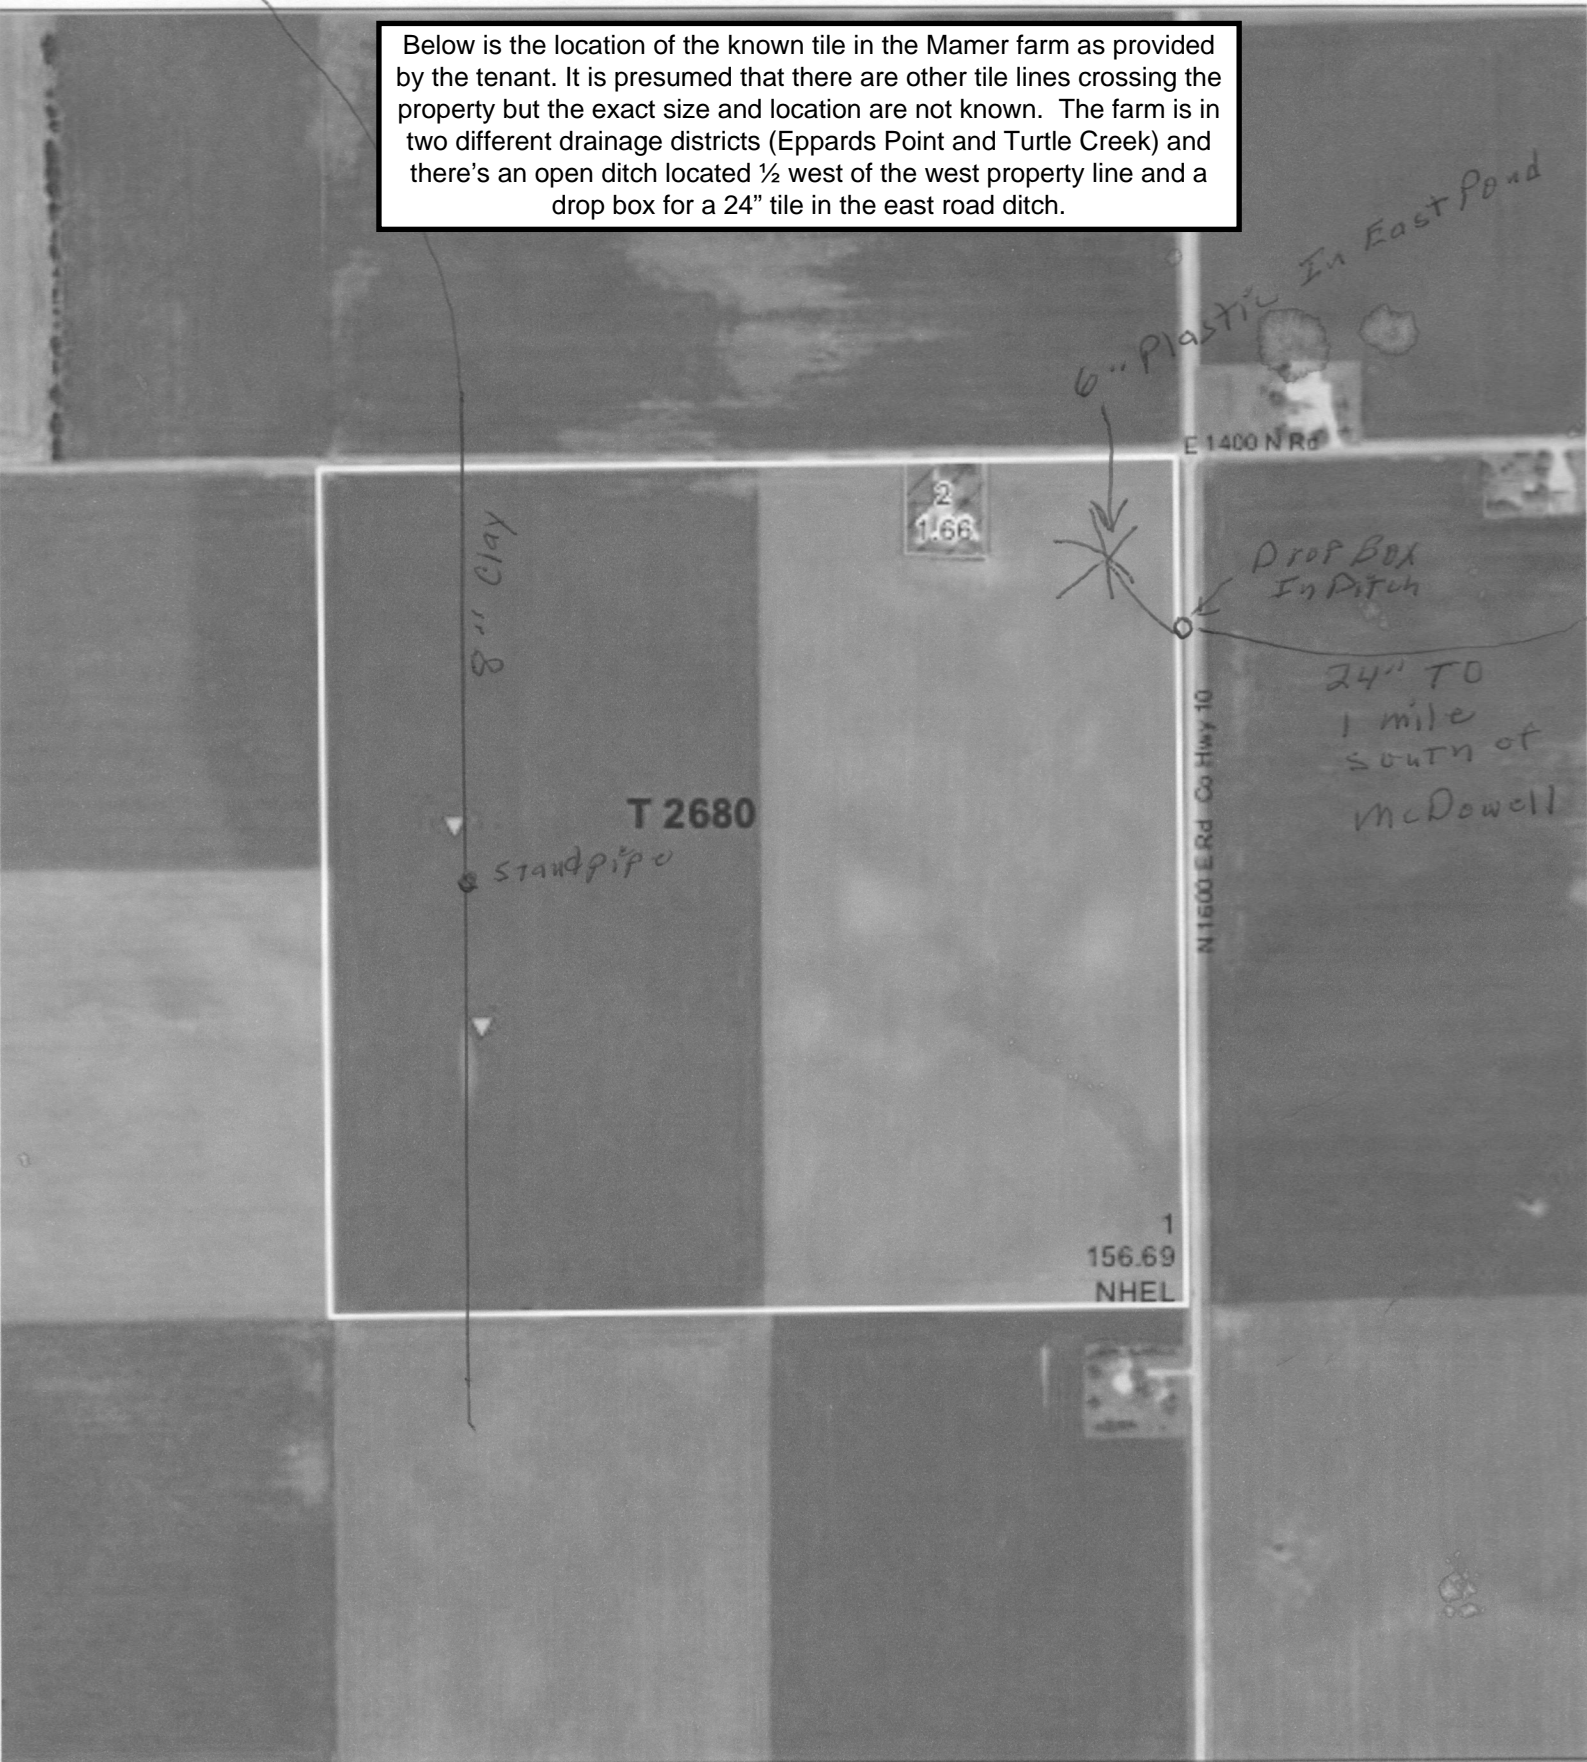 Below is the location of the known tile in the Mamer farm as provided
by the tenant. It is presumed that there are other tile lines crossing the
property but the exact size and location are not known.  The farm is in
two different drainage districts (Eppards Point and Turtle Creek) and
there's an open ditch located ½ west of the west property line and a
drop box for a 24” tile in the east road ditch.
6" Plastic In East Pond
E 1400 N Rd
2
1.66
8" Clay
Drop Box
In Ditch
24" TO
1 mile
south of
McDowell
N 1600 E Rd Co Hwy 10
T 2680
Standpipe
1
156.69
NHEL